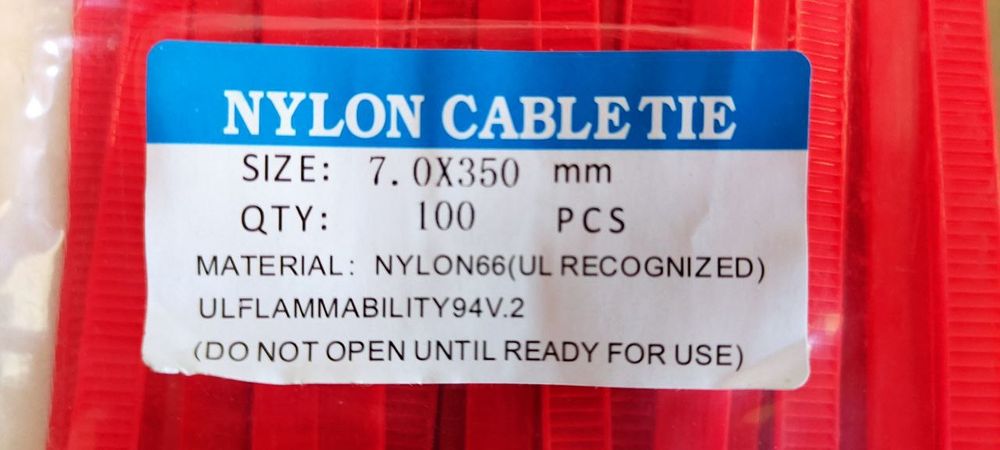 NYLON CABLE TIE
SIZE: 7.0X350 mm
QTY: 100 PCS
MATERIAL: NYLON66(UL RECOGNIZED)
ULFLAMMABILITY94V.2
(DO NOT OPEN UNTIL READY FOR USE)